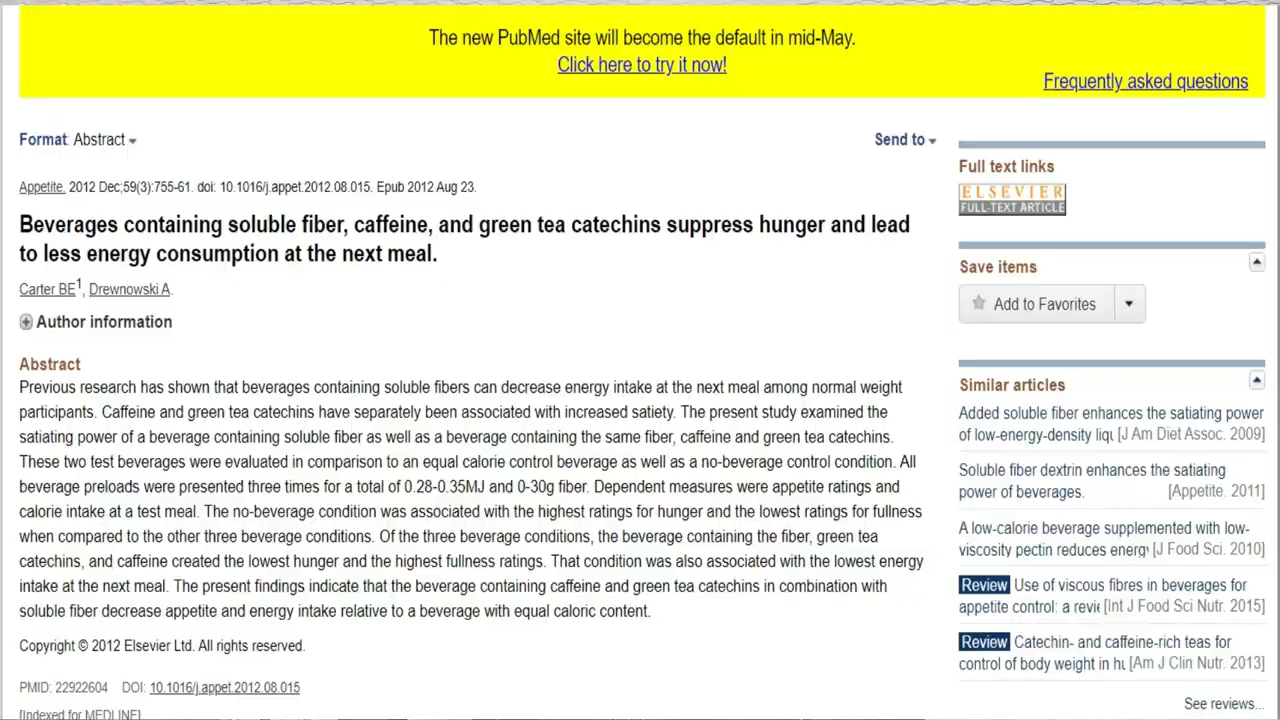 The new PubMed site will become the default in mid-May.
Click here to try it now!
Frequently asked questions
Format: Abstract
Send to
Appetite. 2012 Dec;59(3):755-61. doi: 10.1016/j.appet.2012.08.015. Epub 2012 Aug 23.
Beverages containing soluble fiber, caffeine, and green tea catechins suppress hunger and lead
to less energy consumption at the next meal.
Carter BE1, Drewnowski A.
Author information
Abstract
Previous research has shown that beverages containing soluble fibers can decrease energy intake at the next meal among normal weight
participants. Caffeine and green tea catechins have separately been associated with increased satiety. The present study examined the
satiating power of a beverage containing soluble fiber as well as a beverage containing the same fiber, caffeine and green tea catechins.
These two test beverages were evaluated in comparison to an equal calorie control beverage as well as a no-beverage control condition. All
beverage preloads were presented three times for a total of 0.28-0.35MJ and 0-30g fiber. Dependent measures were appetite ratings and
calorie intake at a test meal. The no-beverage condition was associated with the highest ratings for hunger and the lowest ratings for fullness
when compared to the other three beverage conditions. Of the three beverage conditions, the beverage containing the fiber, green tea
catechins, and caffeine created the lowest hunger and the highest fullness ratings. That condition was also associated with the lowest energy
intake at the next meal. The present findings indicate that the beverage containing caffeine and green tea catechins in combination with
soluble fiber decrease appetite and energy intake relative to a beverage with equal caloric content.
Copyright © 2012 Elsevier Ltd. All rights reserved.
PMID: 22922604 DOI: 10.1016/j.appet.2012.08.015
[Indexed for MEDLINE]
Full text links
ELSEVIER
FULL-TEXT ARTICLE
Save items
Add to Favorites
Similar articles
Added soluble fiber enhances the satiating power
of low-energy-density liqu [J Am Diet Assoc. 2009]
Soluble fiber dextrin enhances the satiating
power of beverages. [Appetite. 2011]
A low-calorie beverage supplemented with low-
viscosity pectin reduces energy [J Food Sci. 2010]
Review Use of viscous fibres in beverages for
appetite control: a revie [Int J Food Sci Nutr. 2015]
Review Catechin- and caffeine-rich teas for
control of body weight in hu [Am J Clin Nutr. 2013]
See reviews...